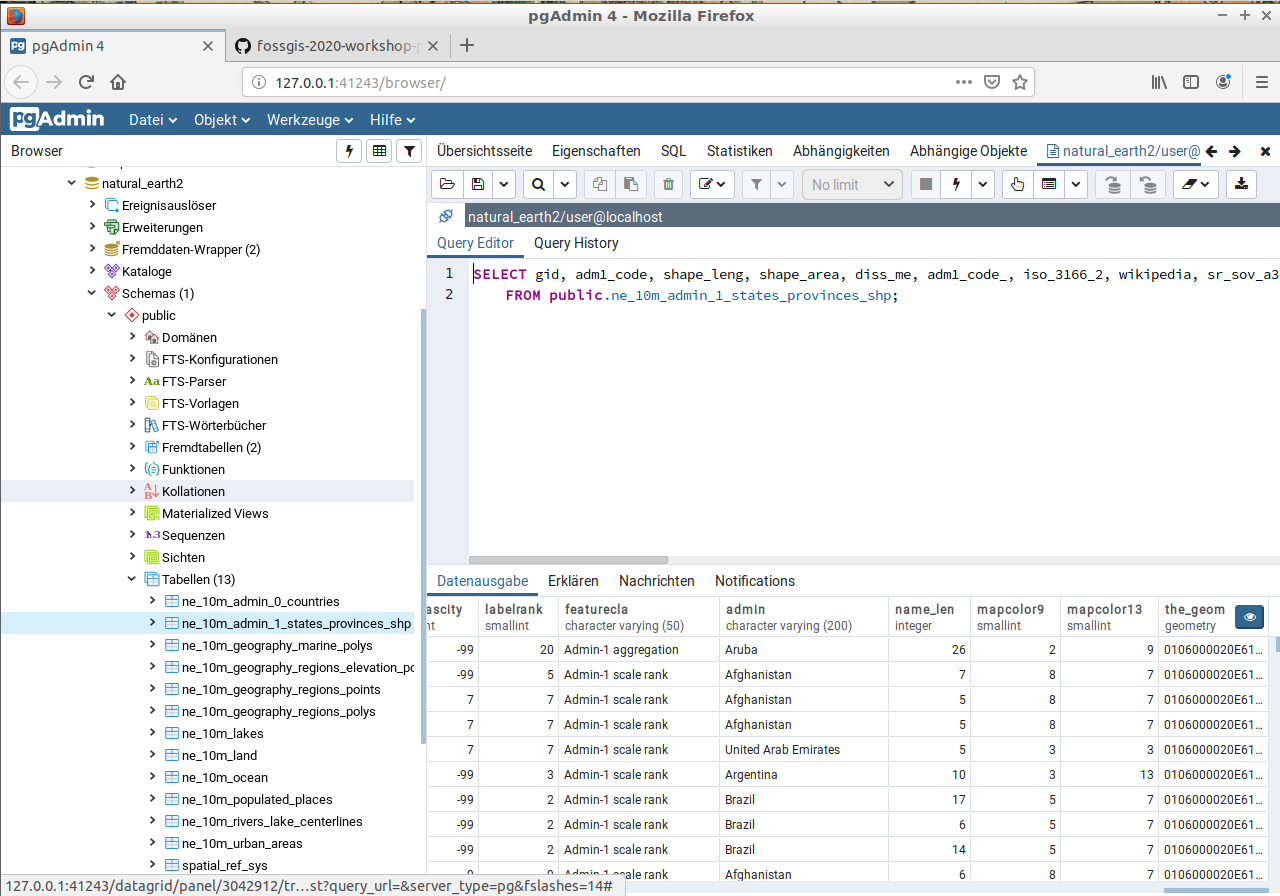 pgAdmin 4 - Mozilla Firefox
pgAdmin 4
fossgis-2020-workshop-
127.0.0.1:41243/browser/
pgAdmin Datei Objekt Werkzeuge Hilfe
Browser
Übersichtsseite Eigenschaften SQL Statistiken Abhängigkeiten Abhängige Objekte natural_earth2/user@
natural_earth2
Ereignisauslöser
Erweiterungen
Fremddaten-Wrapper (2)
Kataloge
Schemas (1)
public
Domänen
FTS-Konfigurationen
FTS-Parser
FTS-Vorlagen
FTS-Wörterbücher
Fremdtabellen (2)
Funktionen
Kollationen
Materialized Views
Sequenzen
Sichten
Tabellen (13)
ne_10m_admin_0_countries
ne_10m_admin_1_states_provinces_shp
ne_10m_geography_marine_polys
ne_10m_geography_regions_elevation_po
ne_10m_geography_regions_points
ne_10m_geography_regions_polys
ne_10m_lakes
ne_10m_land
ne_10m_ocean
ne_10m_populated_places
ne_10m_rivers_lake_centerlines
ne_10m_urban_areas
spatial_ref_sys
127.0.0.1:41243/datagrid/panel/3042912/tr…st?query_url=&server_type=pg&fslashes=14#
No limit
natural_earth2/user@localhost
Query Editor Query History
1 SELECT gid, adm1_code, shape_leng, shape_area, diss_me, adm1_code_, iso_3166_2, wikipedia, sr_sov_a3
2 FROM public.ne_10m_admin_1_states_provinces_shp;
Datenausgabe Erklären Nachrichten Notifications
ascity labelrank featurecla admin name_len mapcolor9 mapcolor13 the_geom
nt smallint character varying (50) character varying (200) integer smallint smallint geometry
-99 20 Admin-1 aggregation Aruba 26 2 9 0106000020E61...
-99 5 Admin-1 scale rank Afghanistan 7 8 7 0106000020E61...
7 7 Admin-1 scale rank Afghanistan 5 8 7 0106000020E61...
7 7 Admin-1 scale rank Afghanistan 5 8 7 0106000020E61...
7 7 Admin-1 scale rank United Arab Emirates 5 3 3 0106000020E61...
-99 3 Admin-1 scale rank Argentina 10 3 13 0106000020E61...
-99 2 Admin-1 scale rank Brazil 17 5 7 0106000020E61...
-99 2 Admin-1 scale rank Brazil 6 5 7 0106000020E61...
-99 2 Admin-1 scale rank Brazil 14 5 7 0106000020E61...
Admin-1 scale rank Afghanistan 6 8 7 0106000020E61...